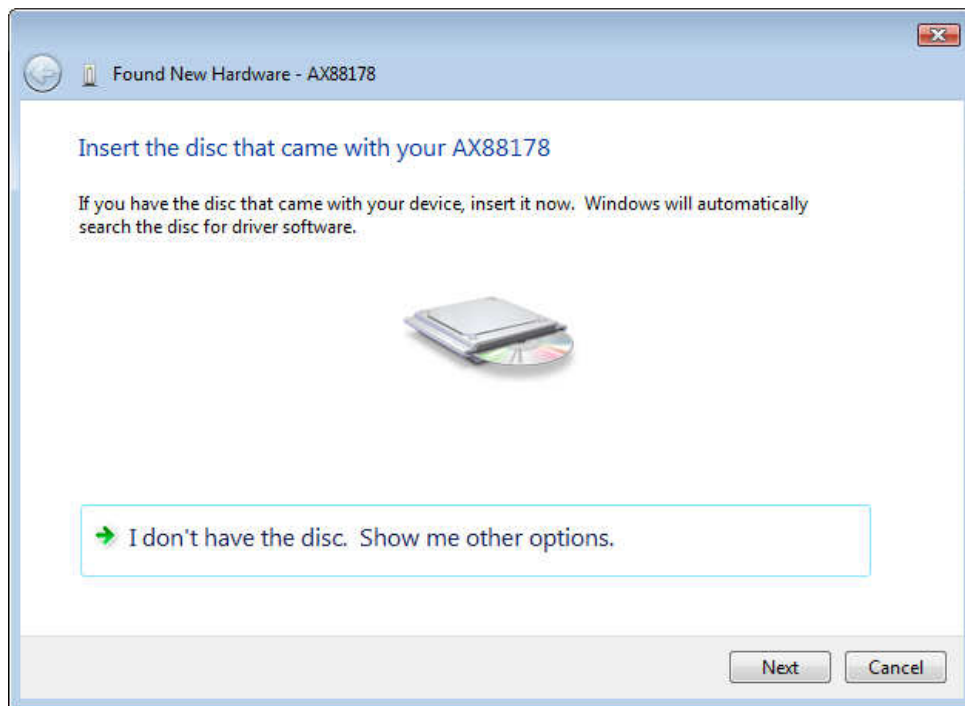 Found New Hardware - AX88178
Insert the disc that came with your AX88178
If you have the disc that came with your device, insert it now.  Windows will automatically
search the disc for driver software.
I don't have the disc.  Show me other options.
Next
Cancel